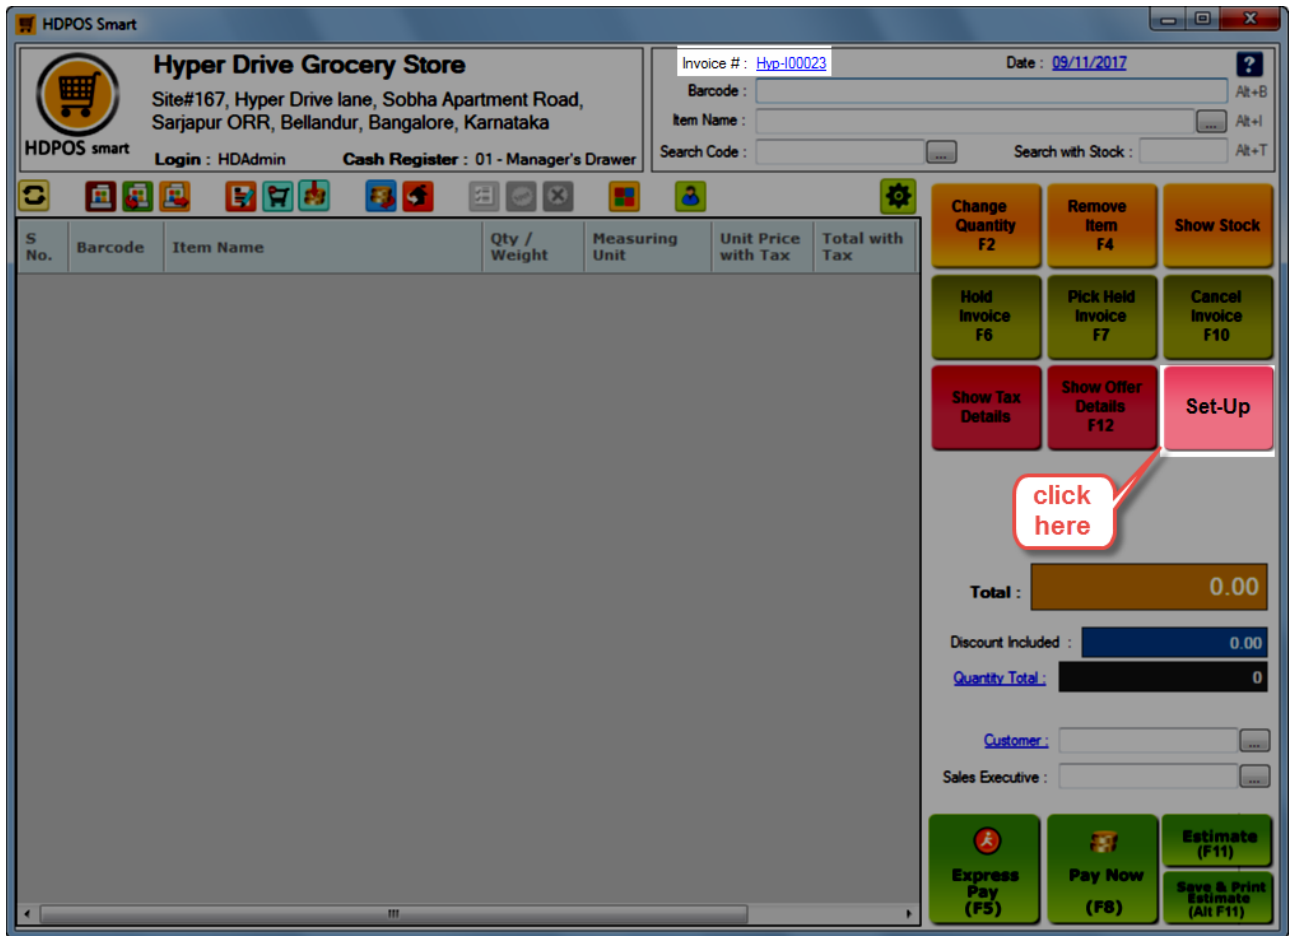 HDPOS Smart
HDPOS smart
Hyper Drive Grocery Store
Site#167, Hyper Drive lane, Sobha Apartment Road,
Sarjapur ORR, Bellandur, Bangalore, Karnataka
Login : HDAdmin Cash Register : 01 - Manager's Drawer
Invoice # : Hyp-I00023 Date : 09/11/2017 ?
Barcode : Alt+B
Item Name : ... Alt+I
Search Code : ... Search with Stock : Alt+T
S No. Barcode Item Name Qty / Weight Measuring Unit Unit Price with Tax Total with Tax
Change
Quantity
F2
Remove
Item
F4
Show Stock
Hold
Invoice
F6
Pick Held
Invoice
F7
Cancel
Invoice
F10
Show Tax
Details
Show Offer
Details
F12
Set-Up
click
here
Total : 0.00
Discount Included : 0.00
Quantity Total : 0
Customer : ...
Sales Executive : ...
Express
Pay
(F5)
Pay Now
(F8)
Estimate
(F11)
Save & Print
Estimate
(Alt F11)